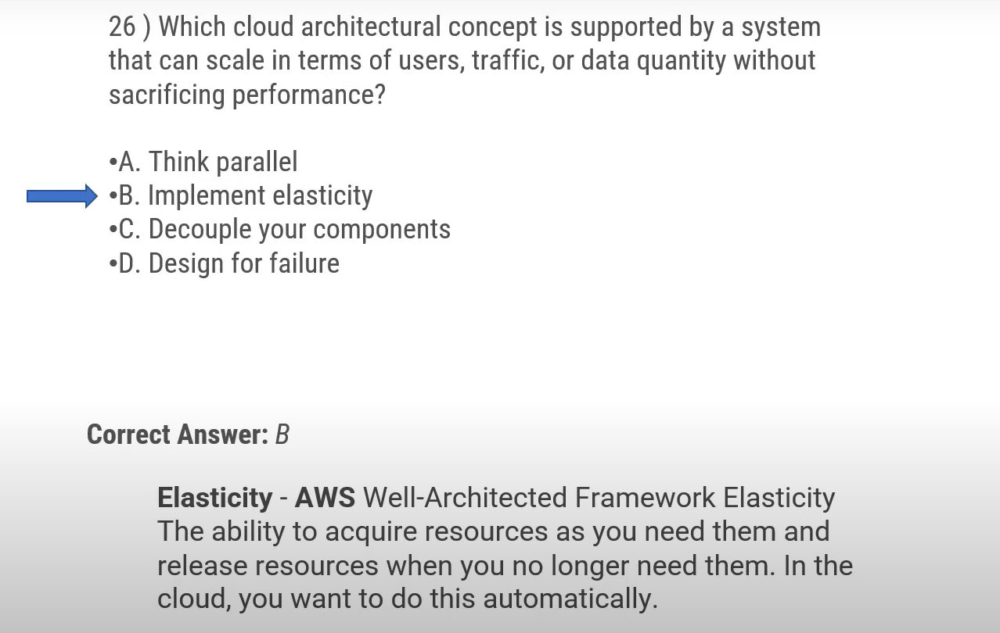 26 ) Which cloud architectural concept is supported by a system
that can scale in terms of users, traffic, or data quantity without
sacrificing performance?
•A. Think parallel
•B. Implement elasticity
•C. Decouple your components
•D. Design for failure
Correct Answer: B
Elasticity - AWS Well-Architected Framework Elasticity
The ability to acquire resources as you need them and
release resources when you no longer need them. In the
cloud, you want to do this automatically.